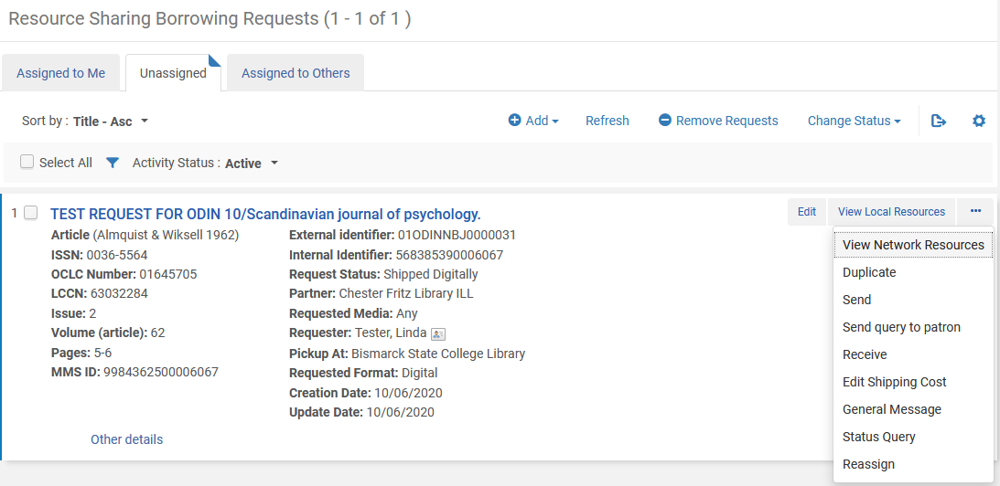 Resource Sharing Borrowing Requests (1 - 1 of 1 )
Assigned to Me Unassigned Assigned to Others
Sort by : Title - Asc Add Refresh Remove Requests Change Status
Select All Activity Status : Active
1 TEST REQUEST FOR ODIN 10/Scandinavian journal of psychology. Edit View Local Resources ...
Article (Almquist & Wiksell 1962) External identifier: 01ODINNBJ0000031
ISSN: 0036-5564 Internal Identifier: 568385390006067
OCLC Number: 01645705 Request Status: Shipped Digitally
LCCN: 63032284 Partner: Chester Fritz Library ILL
Issue: 2 Requested Media: Any
Volume (article): 62 Requester: Tester, Linda
Pages: 5-6 Pickup At: Bismarck State College Library
MMS ID: 9984362500006067 Requested Format: Digital
Creation Date: 10/06/2020
Update Date: 10/06/2020
Other details
View Network Resources
Duplicate
Send
Send query to patron
Receive
Edit Shipping Cost
General Message
Status Query
Reassign